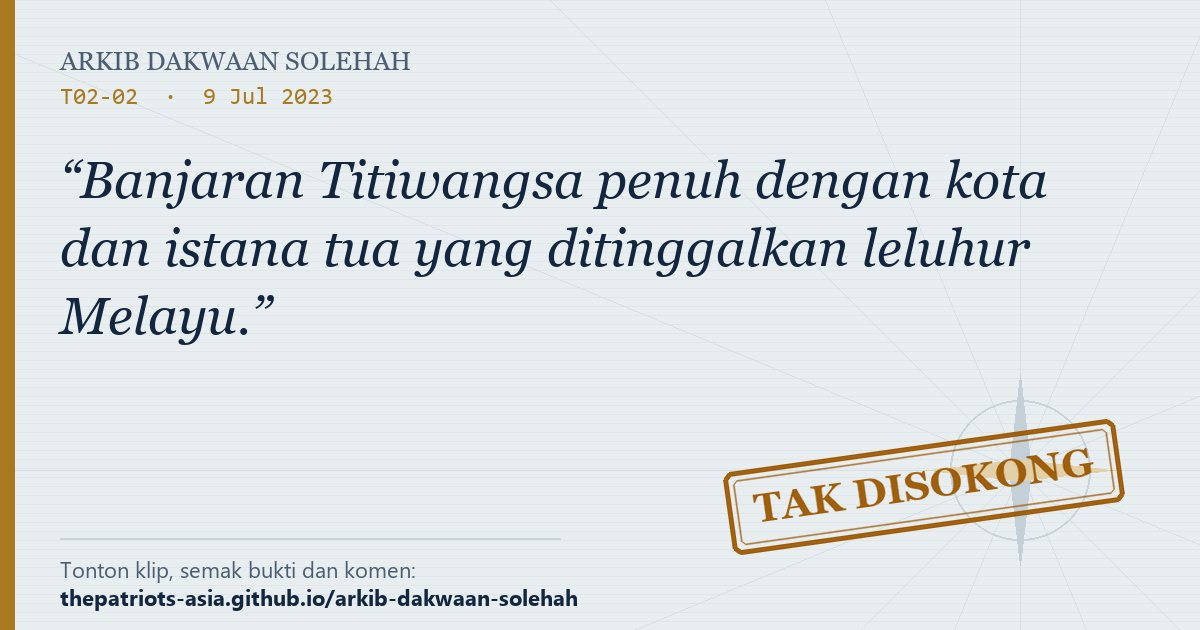 ARKIB DAKWAAN SOLEHAH
T02-02 · 9 Jul 2023
“Banjaran Titiwangsa penuh dengan kota
dan istana tua yang ditinggalkan leluhur
Melayu.”
TAK DISOKONG
Tonton klip, semak bukti dan komen:
thepatriots-asia.github.io/arkib-dakwaan-solehah